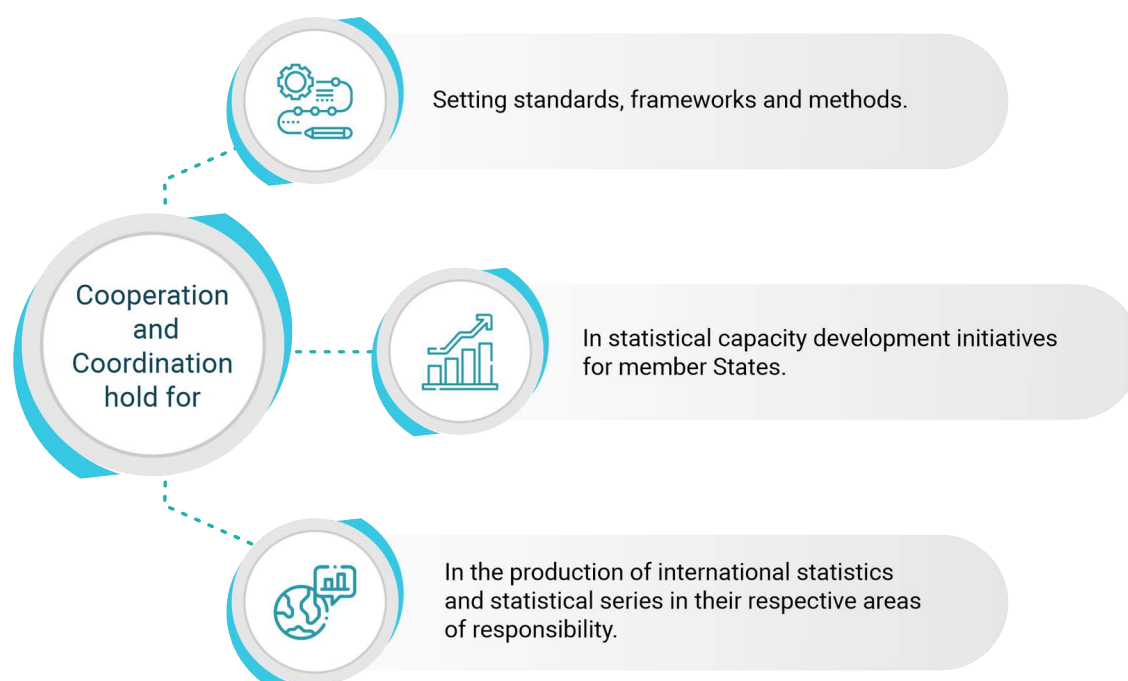 Setting standards, frameworks and methods.
Cooperation
and
Coordination
hold for
In statistical capacity development initiatives
for member States.
In the production of international statistics
and statistical series in their respective areas
of responsibility.